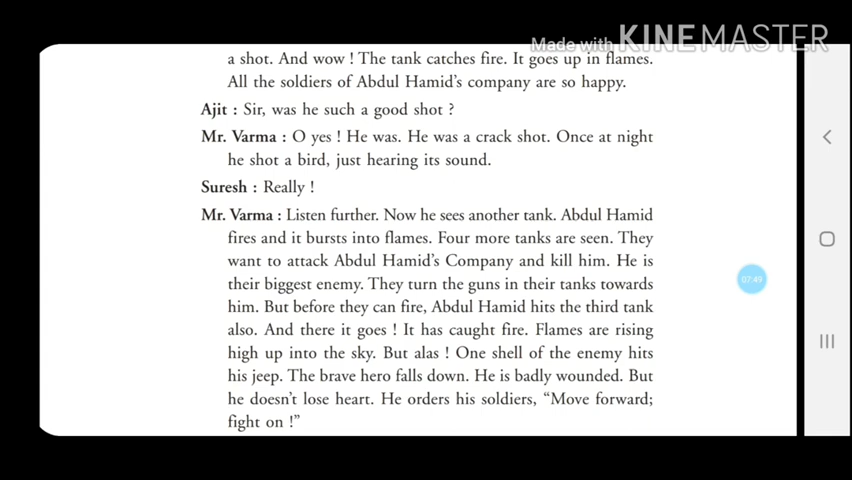 Made with KINEMASTER
a shot. And wow ! The tank catches fire. It goes up in flames.
All the soldiers of Abdul Hamid's company are so happy.
Ajit : Sir, was he such a good shot ?
Mr. Varma : O yes ! He was. He was a crack shot. Once at night
he shot a bird, just hearing its sound.
Suresh : Really !
Mr. Varma : Listen further. Now he sees another tank. Abdul Hamid
fires and it bursts into flames. Four more tanks are seen. They
want to attack Abdul Hamid's Company and kill him. He is
their biggest enemy. They turn the guns in their tanks towards
him. But before they can fire, Abdul Hamid hits the third tank
also. And there it goes ! It has caught fire. Flames are rising
high up into the sky. But alas ! One shell of the enemy hits
his jeep. The brave hero falls down. He is badly wounded. But
he doesn't lose heart. He orders his soldiers, “Move forward;
fight on !”
07:49